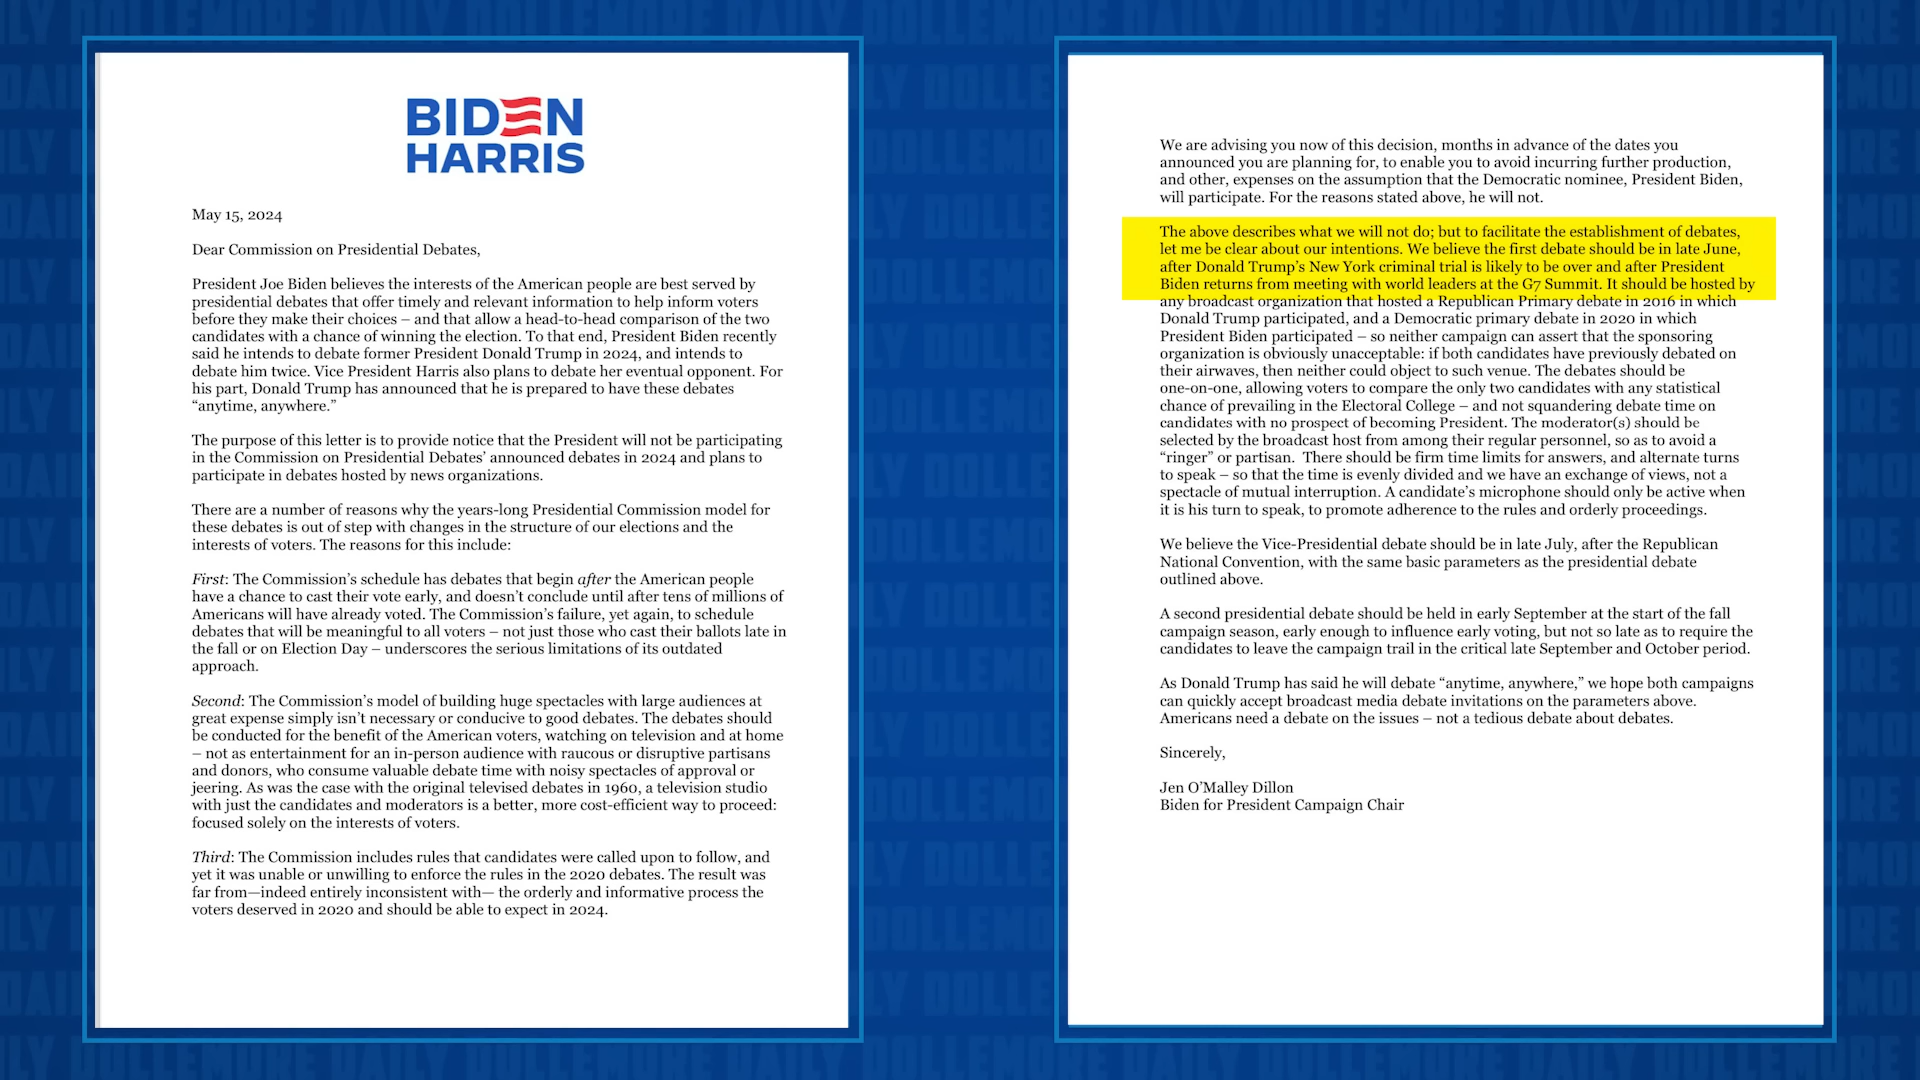 BIDEN
HARRIS
May 15, 2024
Dear Commission on Presidential Debates,
President Joe Biden believes the interests of the American people are best served by
presidential debates that offer timely and relevant information to help inform voters
before they make their choices – and that allow a head-to-head comparison of the two
candidates with a chance of winning the election. To that end, President Biden recently
said he intends to debate former President Donald Trump in 2024, and intends to
debate him twice. Vice President Harris also plans to debate her eventual opponent. For
his part, Donald Trump has announced that he is prepared to have these debates
“anytime, anywhere.”
The purpose of this letter is to provide notice that the President will not be participating
in the Commission on Presidential Debates’ announced debates in 2024 and plans to
participate in debates hosted by news organizations.
There are a number of reasons why the years-long Presidential Commission model for
these debates is out of step with changes in the structure of our elections and the
interests of voters. The reasons for this include:
First: The Commission’s schedule has debates that begin after the American people
have a chance to cast their vote early, and doesn’t conclude until after tens of millions of
Americans will have already voted. The Commission’s failure, yet again, to schedule
debates that will be meaningful to all voters – not just those who cast their ballots late in
the fall or on Election Day – underscores the serious limitations of its outdated
approach.
Second: The Commission’s model of building huge spectacles with large audiences at
great expense simply isn’t necessary or conducive to good debates. The debates should
be conducted for the benefit of the American voters, watching on television and at home
– not as entertainment for an in-person audience with raucous or disruptive partisans
and donors, who consume valuable debate time with noisy spectacles of approval or
jeering. As was the case with the original televised debates in 1960, a television studio
with just the candidates and moderators is a better, more cost-efficient way to proceed:
focused solely on the interests of voters.
Third: The Commission includes rules that candidates were called upon to follow, and
yet it was unable or unwilling to enforce the rules in the 2020 debates. The result was
far from—indeed entirely inconsistent with— the orderly and informative process the
voters deserved in 2020 and should be able to expect in 2024.
We are advising you now of this decision, months in advance of the dates you
announced you are planning for, to enable you to avoid incurring further production,
and other, expenses on the assumption that the Democratic nominee, President Biden,
will participate. For the reasons stated above, he will not.
The above describes what we will not do; but to facilitate the establishment of debates,
let me be clear about our intentions. We believe the first debate should be in late June,
after Donald Trump’s New York criminal trial is likely to be over and after President
Biden returns from meeting with world leaders at the G7 Summit. It should be hosted by
any broadcast organization that hosted a Republican Primary debate in 2016 in which
Donald Trump participated, and a Democratic primary debate in 2020 in which
President Biden participated – so neither campaign can assert that the sponsoring
organization is obviously unacceptable: if both candidates have previously debated on
their airwaves, then neither could object to such venue. The debates should be
one-on-one, allowing voters to compare the only two candidates with any statistical
chance of prevailing in the Electoral College – and not squandering debate time on
candidates with no prospect of becoming President. The moderator(s) should be
selected by the broadcast host from among their regular personnel, so as to avoid a
“ringer” or partisan.  There should be firm time limits for answers, and alternate turns
to speak – so that the time is evenly divided and we have an exchange of views, not a
spectacle of mutual interruption. A candidate’s microphone should only be active when
it is his turn to speak, to promote adherence to the rules and orderly proceedings.
We believe the Vice-Presidential debate should be in late July, after the Republican
National Convention, with the same basic parameters as the presidential debate
outlined above.
A second presidential debate should be held in early September at the start of the fall
campaign season, early enough to influence early voting, but not so late as to require the
candidates to leave the campaign trail in the critical late September and October period.
As Donald Trump has said he will debate “anytime, anywhere,” we hope both campaigns
can quickly accept broadcast media debate invitations on the parameters above.
Americans need a debate on the issues – not a tedious debate about debates.
Sincerely,
Jen O’Malley Dillon
Biden for President Campaign Chair